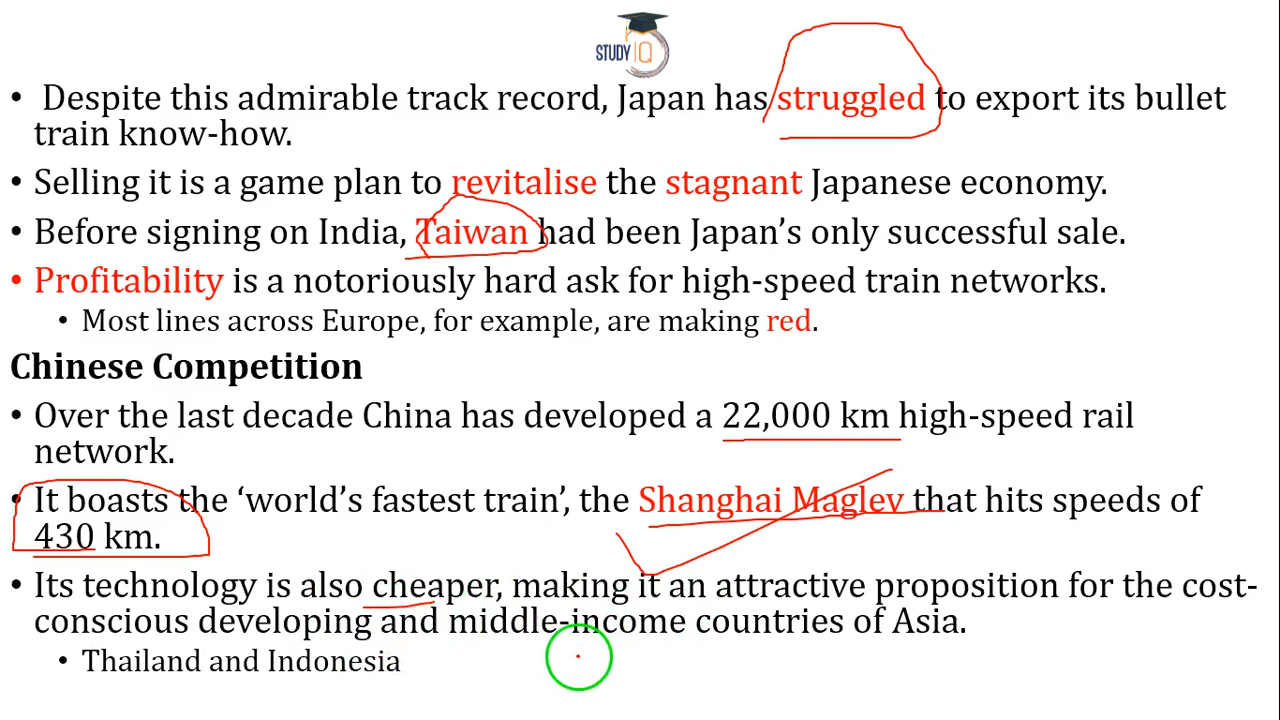 STUDY IQ
• Despite this admirable track record, Japan has struggled to export its bullet
train know-how.
• Selling it is a game plan to revitalise the stagnant Japanese economy.
• Before signing on India, Taiwan had been Japan’s only successful sale.
• Profitability is a notoriously hard ask for high-speed train networks.
• Most lines across Europe, for example, are making red.
Chinese Competition
• Over the last decade China has developed a 22,000 km high-speed rail
network.
• It boasts the ‘world’s fastest train’, the Shanghai Maglev that hits speeds of
430 km.
• Its technology is also cheaper, making it an attractive proposition for the cost-
conscious developing and middle-income countries of Asia.
• Thailand and Indonesia